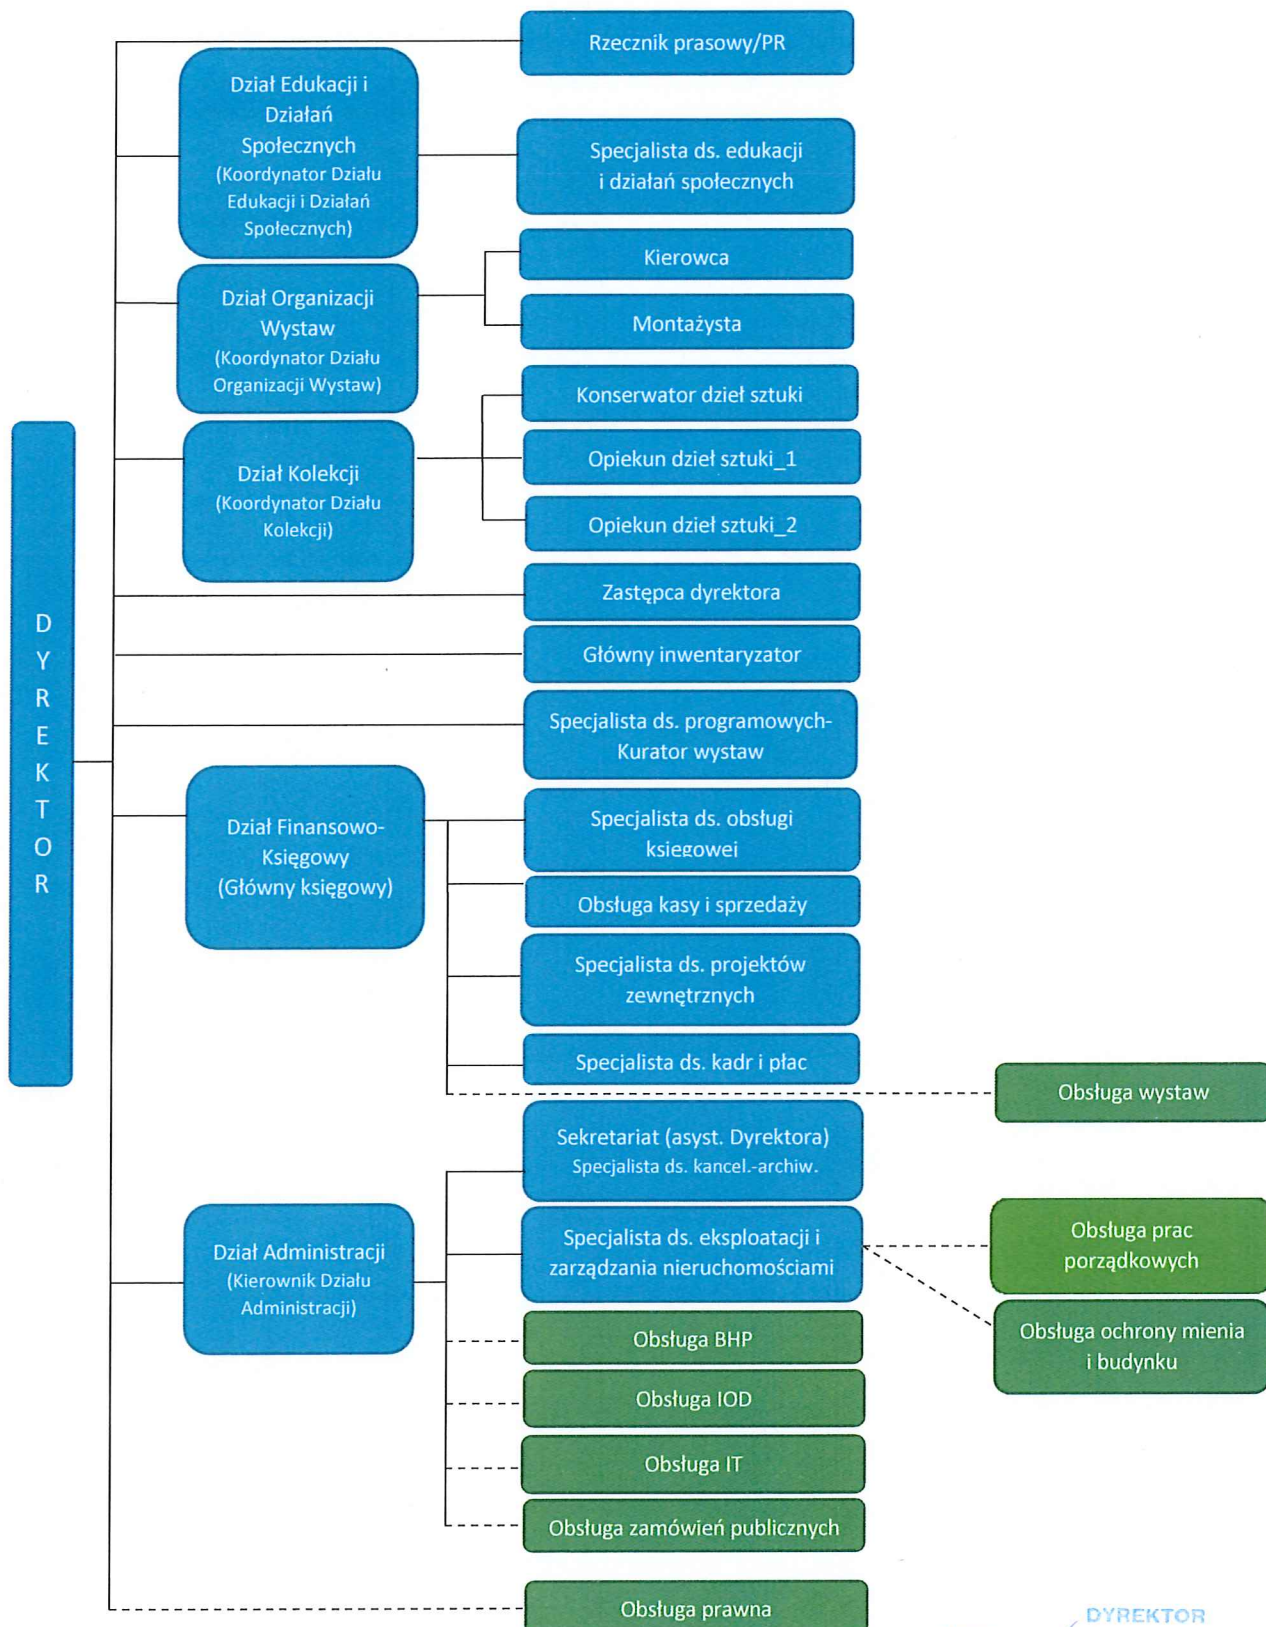 Rzecznik prasowy/PR
Dział Edukacji i
Działań
Społecznych
(Koordynator Działu
Edukacji i Działań
Społecznych)
Specjalista ds. edukacji
i działań społecznych
Dział Organizacji
Wystaw
(Koordynator Działu
Organizacji Wystaw)
Kierowca
Montażysta
Dział Kolekcji
(Koordynator Działu
Kolekcji)
Konserwator dzieł sztuki
Opiekun dzieł sztuki_1
Opiekun dzieł sztuki_2
DYREKTOR
Zastępca dyrektora
Główny inwentaryzator
Specjalista ds. programowych-
Kurator wystaw
Dział Finansowo-
Księgowy
(Główny księgowy)
Specjalista ds. obsługi
księgowej
Obsługa kasy i sprzedaży
Specjalista ds. projektów
zewnętrznych
Specjalista ds. kadr i płac
Obsługa wystaw
Dział Administracji
(Kierownik Działu
Administracji)
Sekretariat (asyst. Dyrektora)
Specjalista ds. kancel.-archiw.
Specjalista ds. eksploatacji i
zarządzania nieruchomościami
Obsługa prac
porządkowych
Obsługa ochrony mienia
i budynku
Obsługa BHP
Obsługa IOD
Obsługa IT
Obsługa zamówień publicznych
Obsługa prawna
DYREKTOR